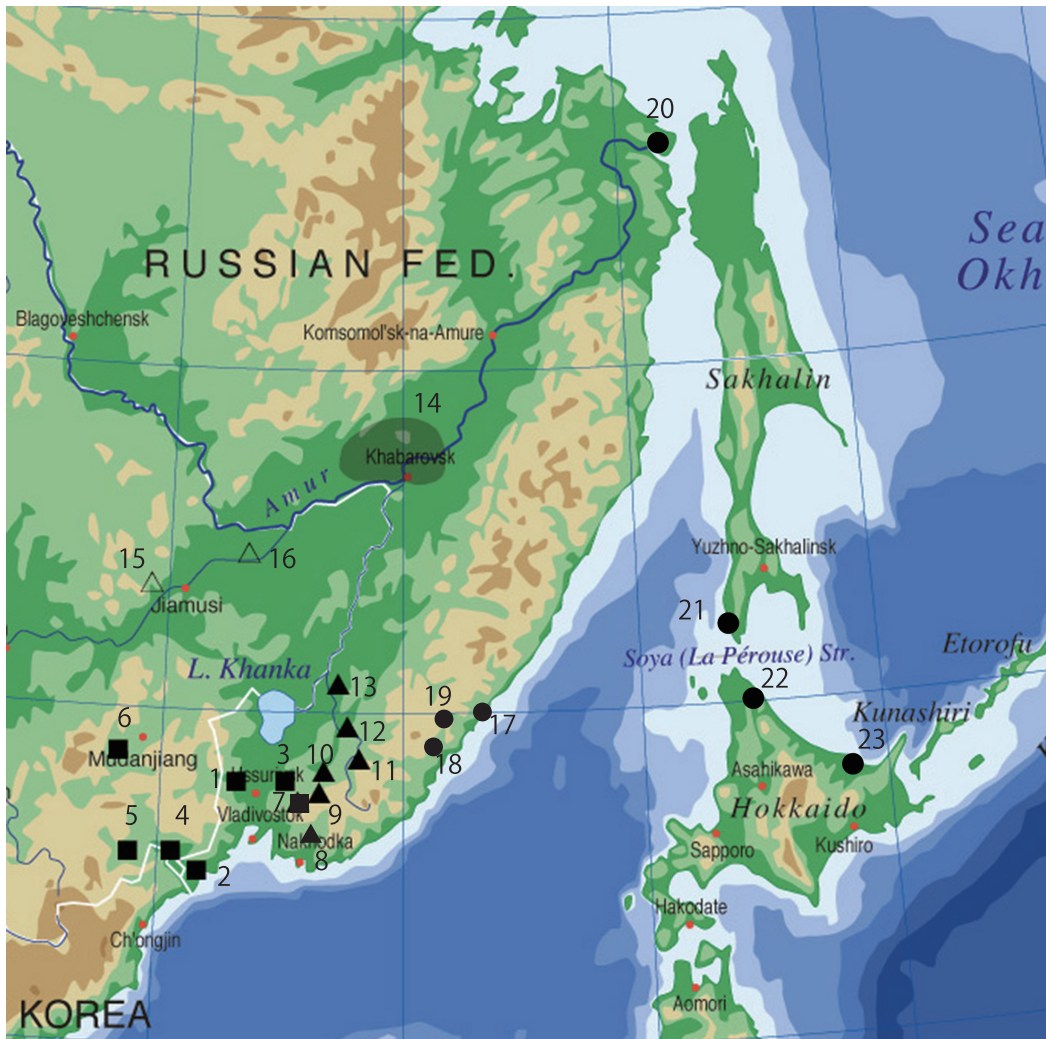 20
Sea
RUSSIAN FED.
Okh
Blagoveshchensk
Komsomol'sk-na-Amure
Sakhalin
14
Khabarovsk
Amur
15
16
Yuzhno-Sakhalinsk
Jiamusi
21
Etorofu
L. Khanka
Soya (La Pérouse) Str.
13
22
19
17
Kunashiri
6
12
23
Mudanjiang
3
10
18
11
1
Ussuriysk
Asahikawa
7
Vladivostok
9
Hokkaido
5
4
Nakhodka
Sapporo
Kushiro
8
2
Hakodate
Ch'ongjin
Aomori
KOREA